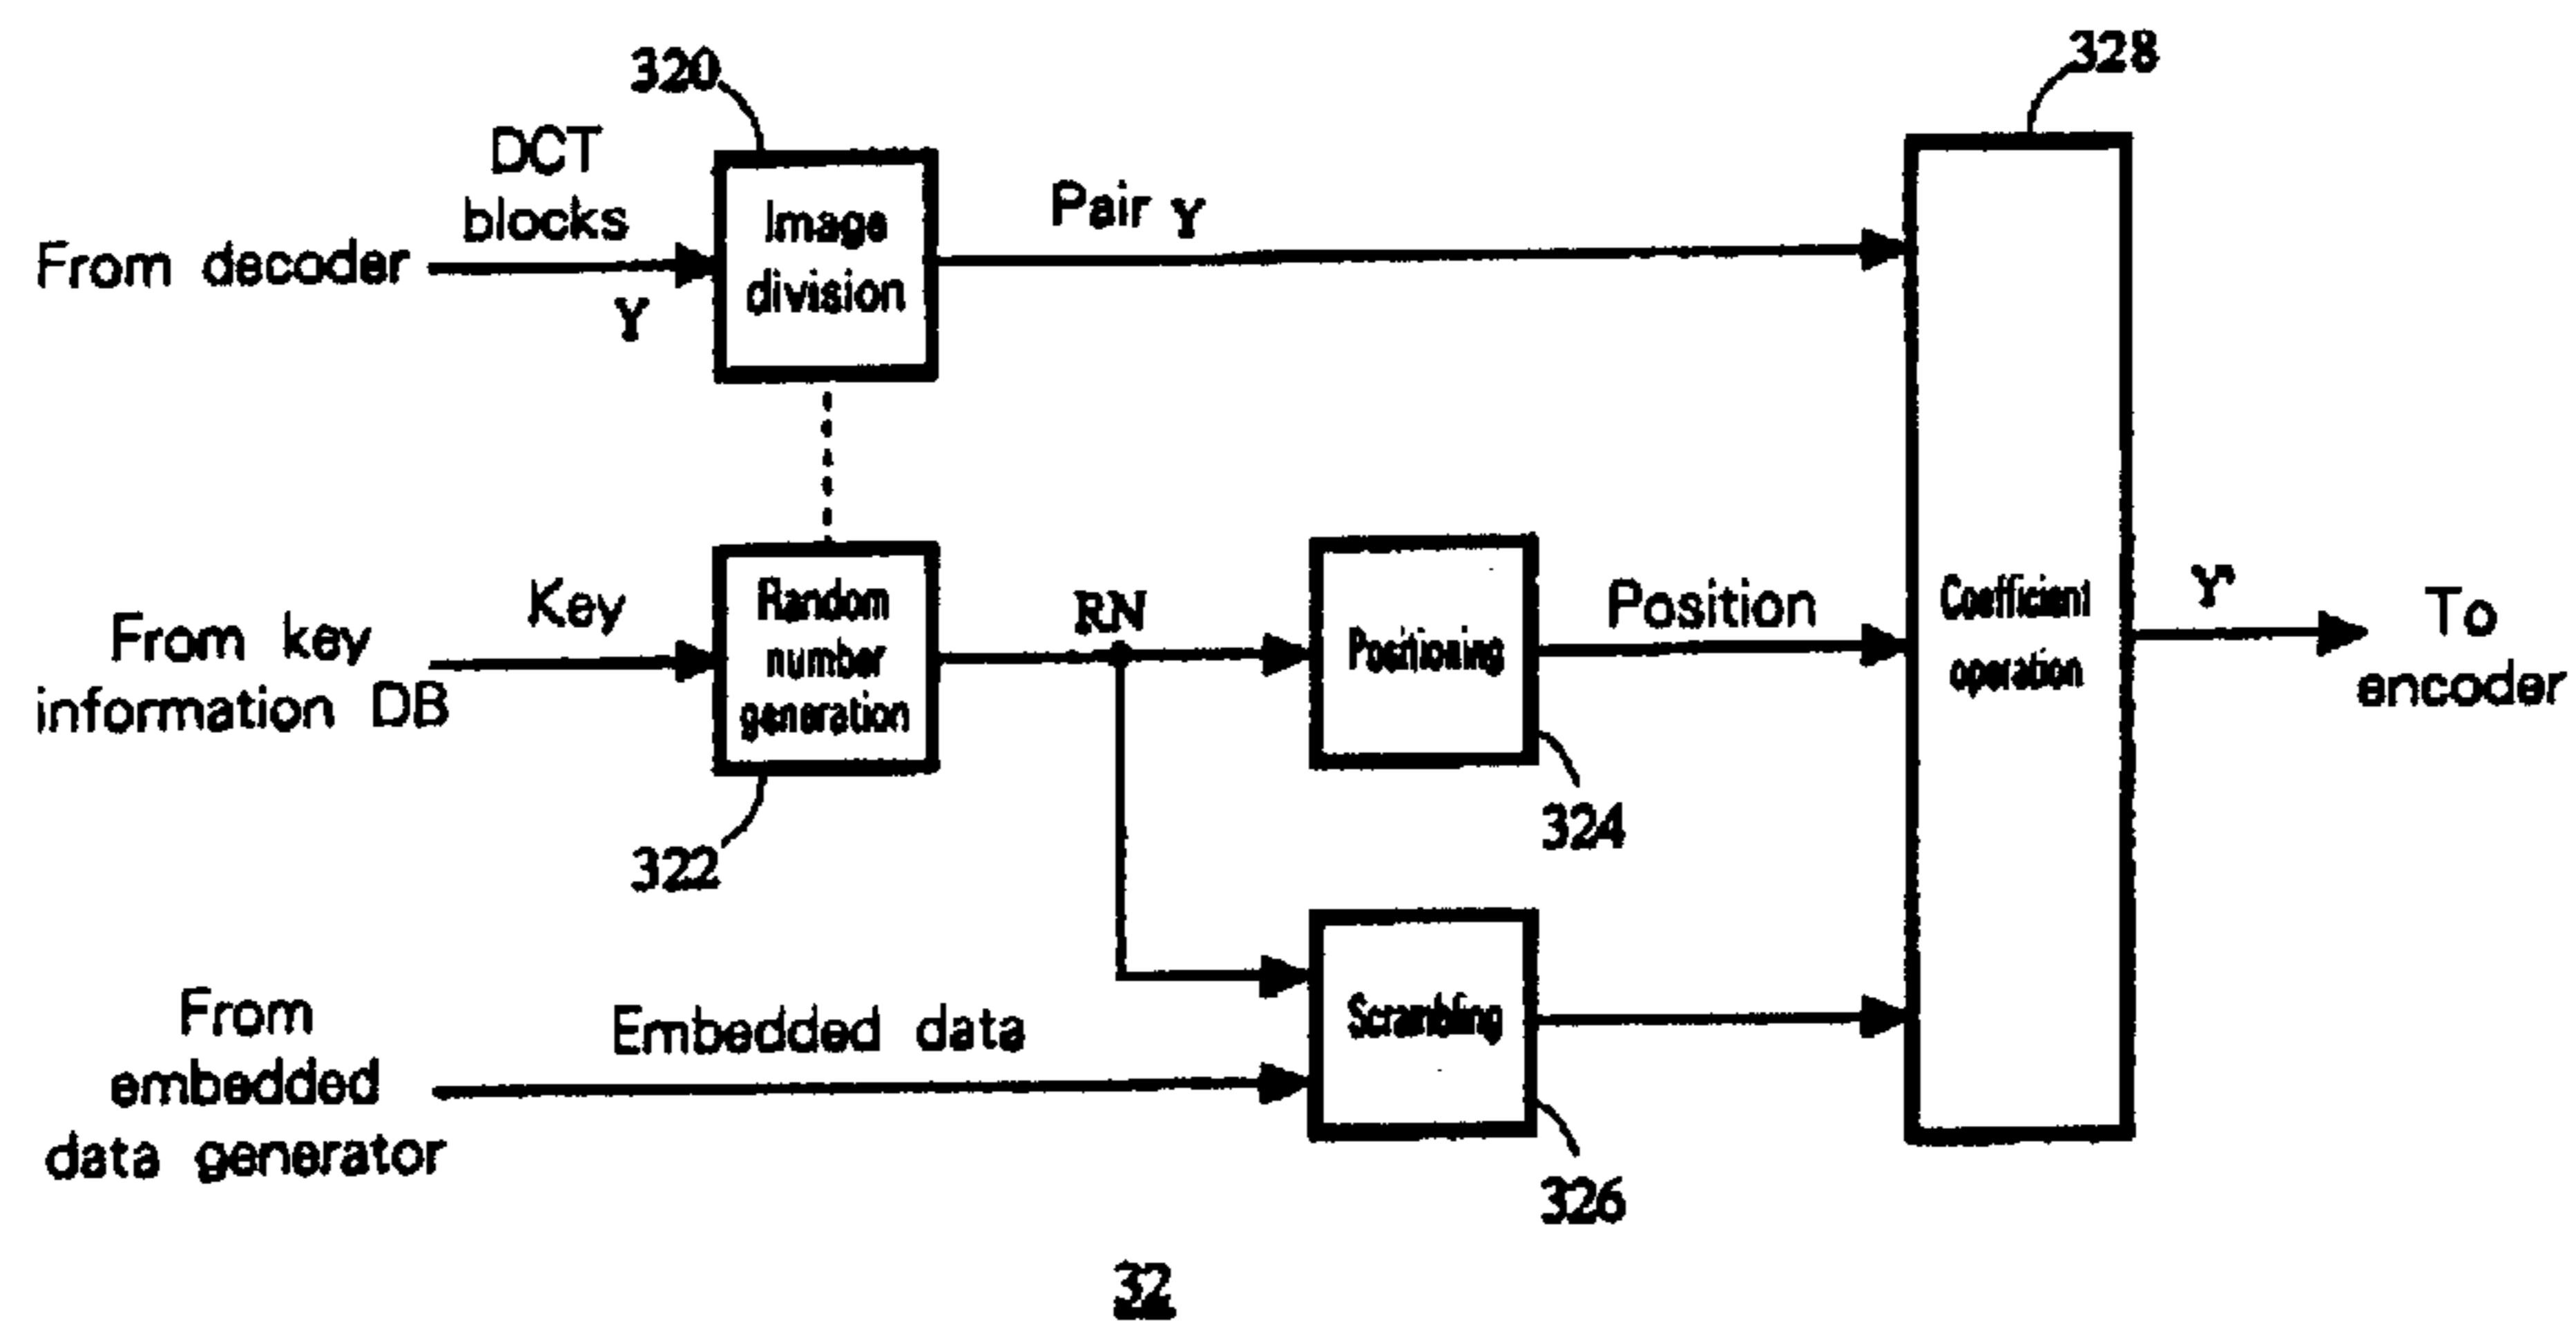 320
328
DCT
blocks
From decoder
Y
Image
division
Pair Y
From key
information DB
Key
Random
number
generation
322
RN
Positioning
324
Position
Coefficient
operation
Y'
To
encoder
From
embedded
data generator
Embedded data
Scrambling
326
32